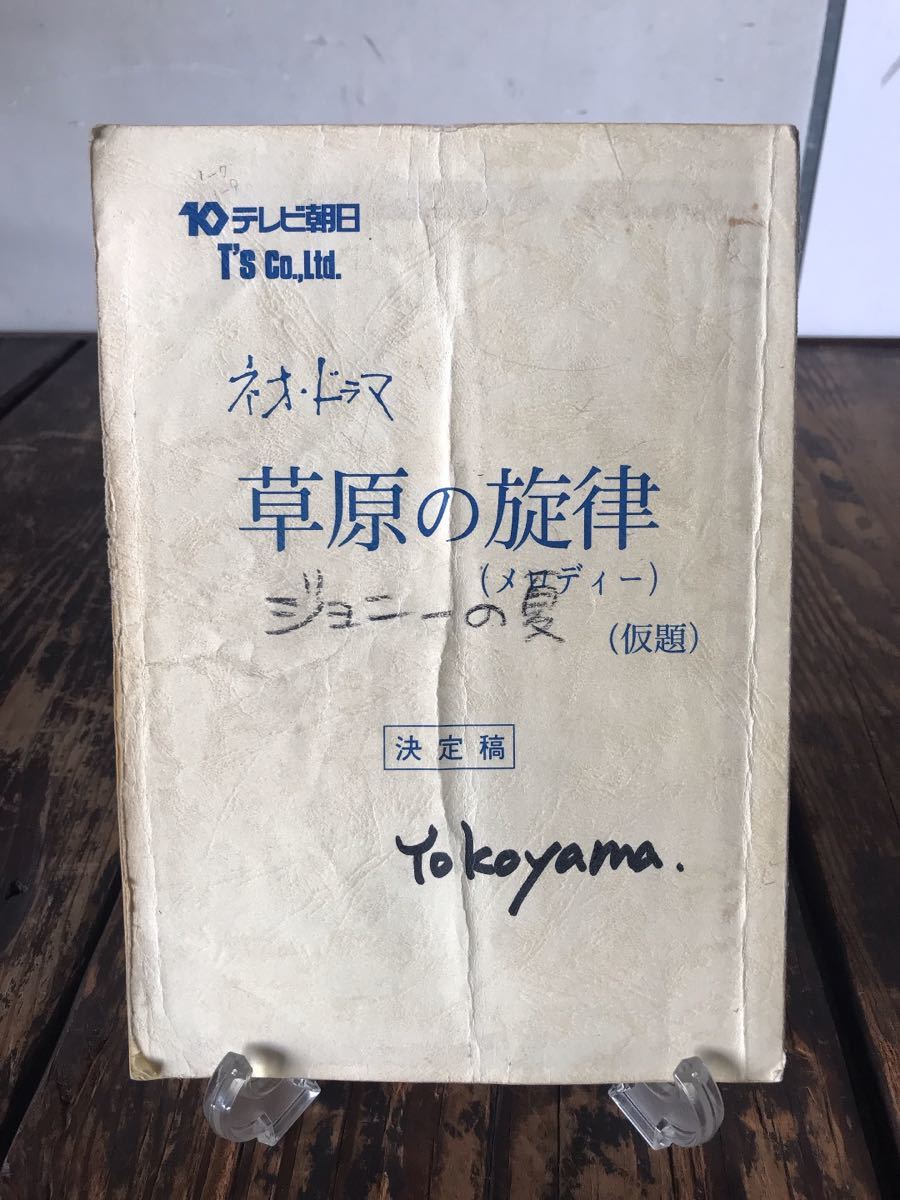 10テレビ朝日
T's Co.,Ltd.
ネオ・ドラマ
草原の旋律
(メロディー)
ジョニーの夏
(仮題)
決定稿
Yokoyama.